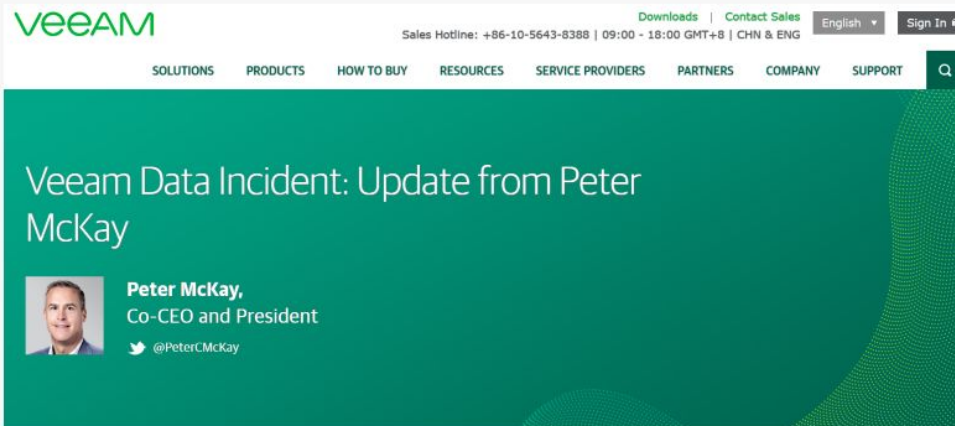 veeAM
Downloads | Contact Sales
English
Sign In
Sales Hotline: +86-10-5643-8388 | 09:00 - 18:00 GMT+8 | CHN & ENG
SOLUTIONS PRODUCTS HOW TO BUY RESOURCES SERVICE PROVIDERS PARTNERS COMPANY SUPPORT
Veeam Data Incident: Update from Peter
McKay
Peter McKay,
Co-CEO and President
@PeterCMcKay